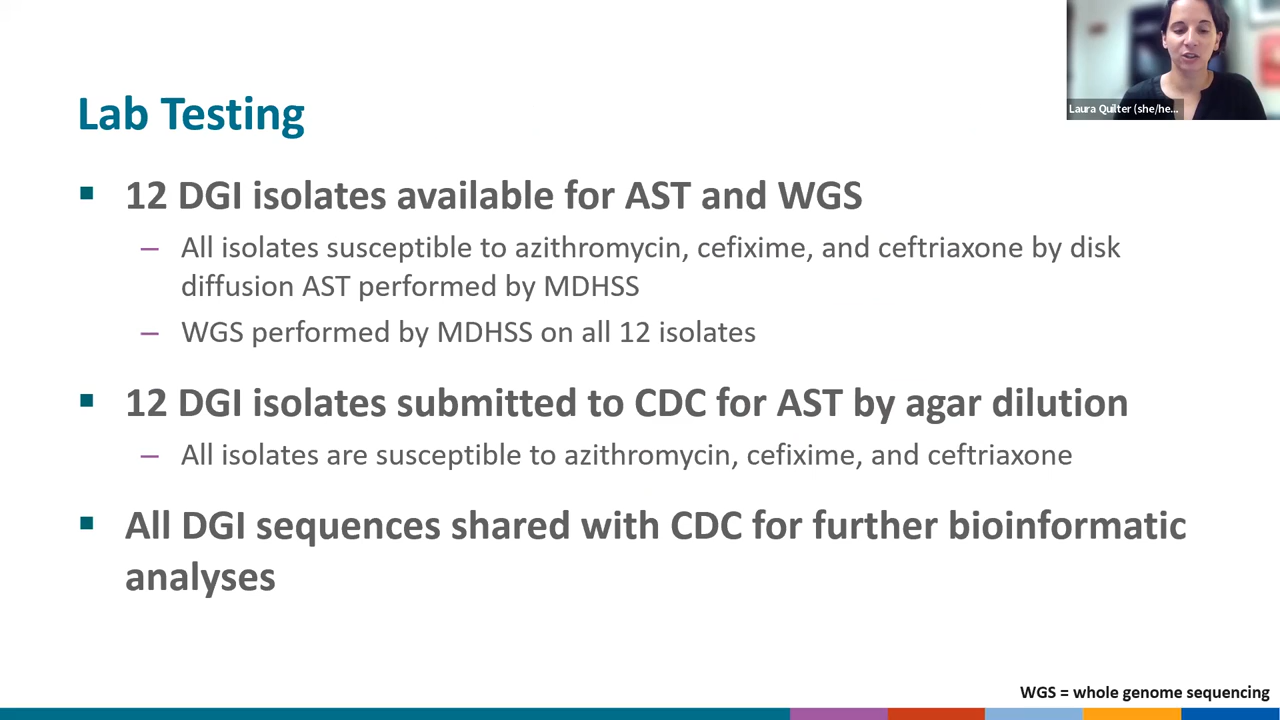 Laura Quilter (she/he...
Lab Testing
▪ 12 DGI isolates available for AST and WGS
– All isolates susceptible to azithromycin, cefixime, and ceftriaxone by disk
diffusion AST performed by MDHSS
– WGS performed by MDHSS on all 12 isolates
▪ 12 DGI isolates submitted to CDC for AST by agar dilution
– All isolates are susceptible to azithromycin, cefixime, and ceftriaxone
▪ All DGI sequences shared with CDC for further bioinformatic
analyses
WGS = whole genome sequencing